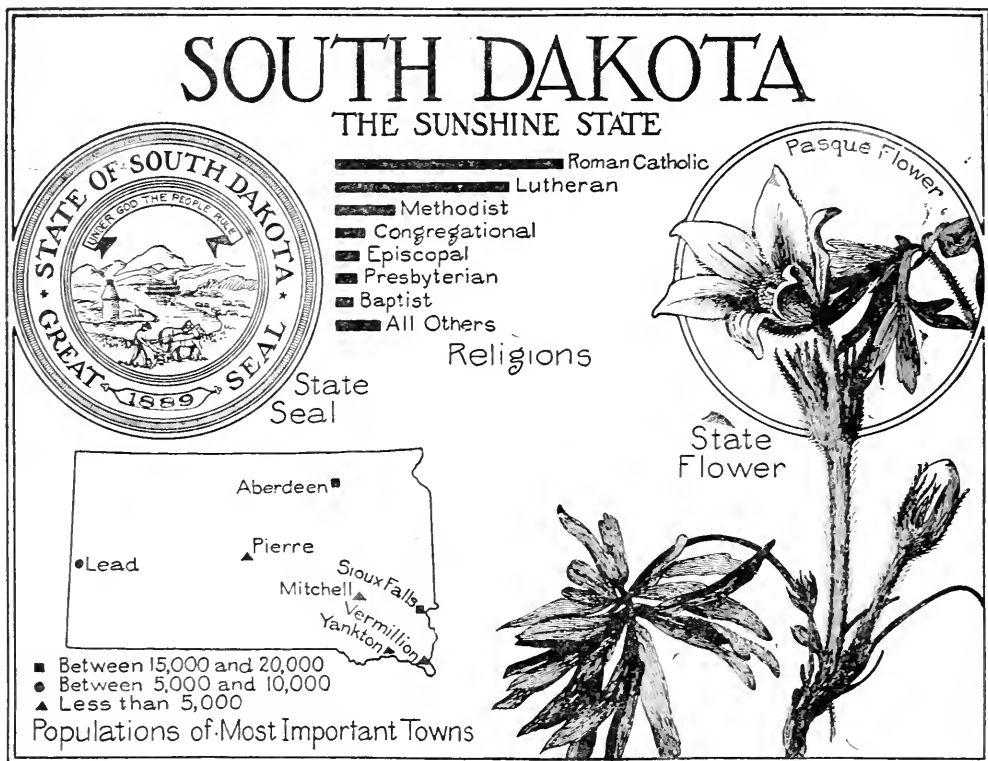 SOUTH DAKOTA
THE SUNSHINE STATE
STATE OF SOUTH DAKOTA
UNDER GOD THE PEOPLE RULE
GREAT SEAL
1889
State
Seal
Roman Catholic
Lutheran
Methodist
Congregational
Episcopal
Presbyterian
Baptist
All Others
Religions
Pasque Flower
State
Flower
Aberdeen
Pierre
Lead
Mitchell
Sioux Falls
Vermillion
Yankton
Between 15,000 and 20,000
Between 5,000 and 10,000
Less than 5,000
Populations of Most Important Towns